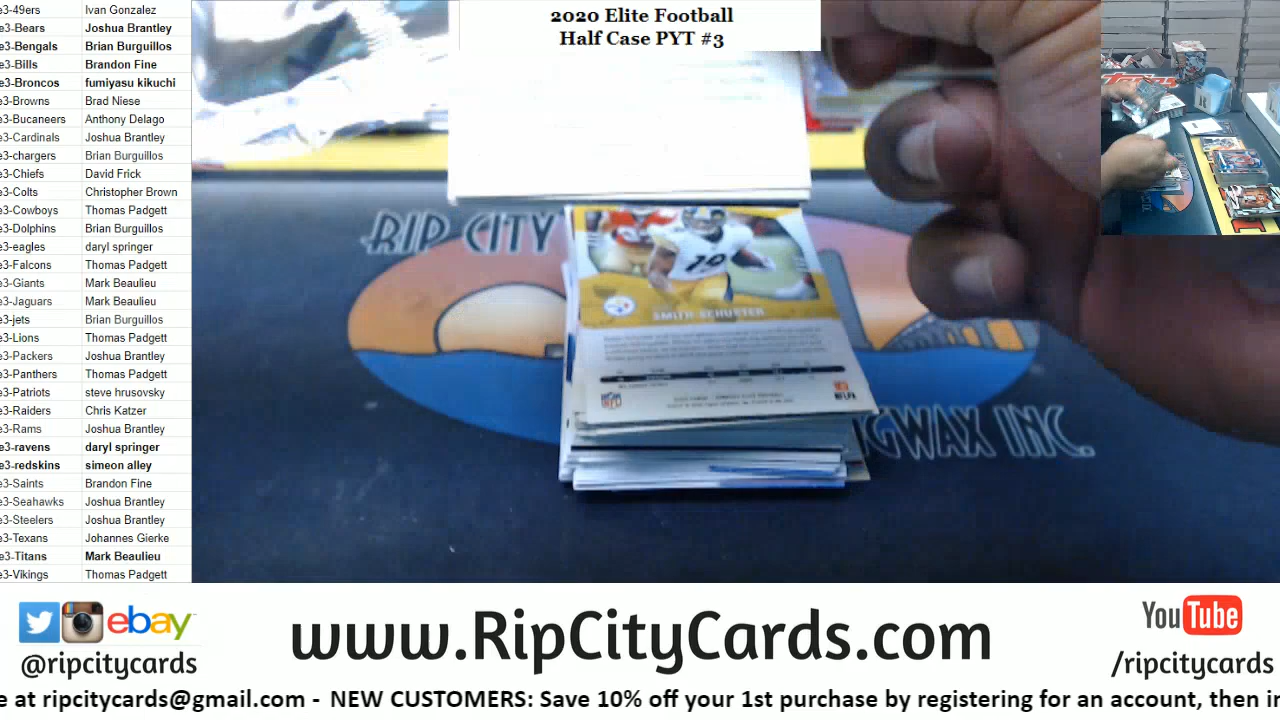 2020 Elite Football
Half Case PYT #3
e3-49ers Ivan Gonzalez
e3-Bears Joshua Brantley
e3-Bengals Brian Burguillos
e3-Bills Brandon Fine
e3-Broncos fumiyasu kikuchi
e3-Browns Brad Niese
e3-Bucaneers Anthony Delago
e3-Cardinals Joshua Brantley
e3-chargers Brian Burguillos
e3-Chiefs David Frick
e3-Colts Christopher Brown
e3-Cowboys Thomas Padgett
e3-Dolphins Brian Burguillos
e3-eagles daryl springer
e3-Falcons Thomas Padgett
e3-Giants Mark Beaulieu
e3-Jaguars Mark Beaulieu
e3-jets Brian Burguillos
e3-Lions Thomas Padgett
e3-Packers Joshua Brantley
e3-Panthers Thomas Padgett
e3-Patriots steve hrusovsky
e3-Raiders Chris Katzer
e3-Rams Joshua Brantley
e3-ravens daryl springer
e3-redskins simeon alley
e3-Saints Brandon Fine
e3-Seahawks Joshua Brantley
e3-Steelers Joshua Brantley
e3-Texans Johannes Gierke
e3-Titans Mark Beaulieu
e3-Vikings Thomas Padgett
RIP CITY
19
SMITH-SCHUSTER
NFL
NFLPA
NGWAX INC.
Topps
ebay
@ripcitycards
www.RipCityCards.com
YouTube
/ripcitycards
e at ripcitycards@gmail.com - NEW CUSTOMERS: Save 10% off your 1st purchase by registering for an account, then in